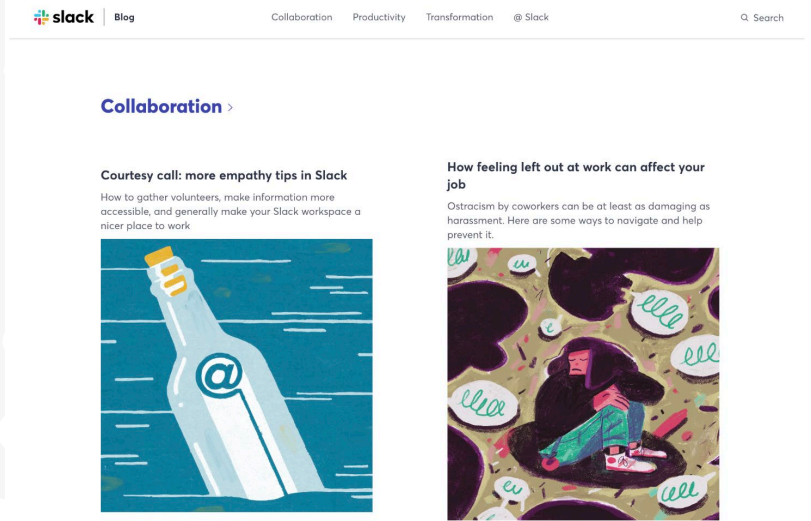 slack Blog Collaboration Productivity Transformation @ Slack Search
Collaboration >
Courtesy call: more empathy tips in Slack
How to gather volunteers, make information more
accessible, and generally make your Slack workspace a
nicer place to work
@
How feeling left out at work can affect your
job
Ostracism by coworkers can be at least as damaging as
harassment. Here are some ways to navigate and help
prevent it.